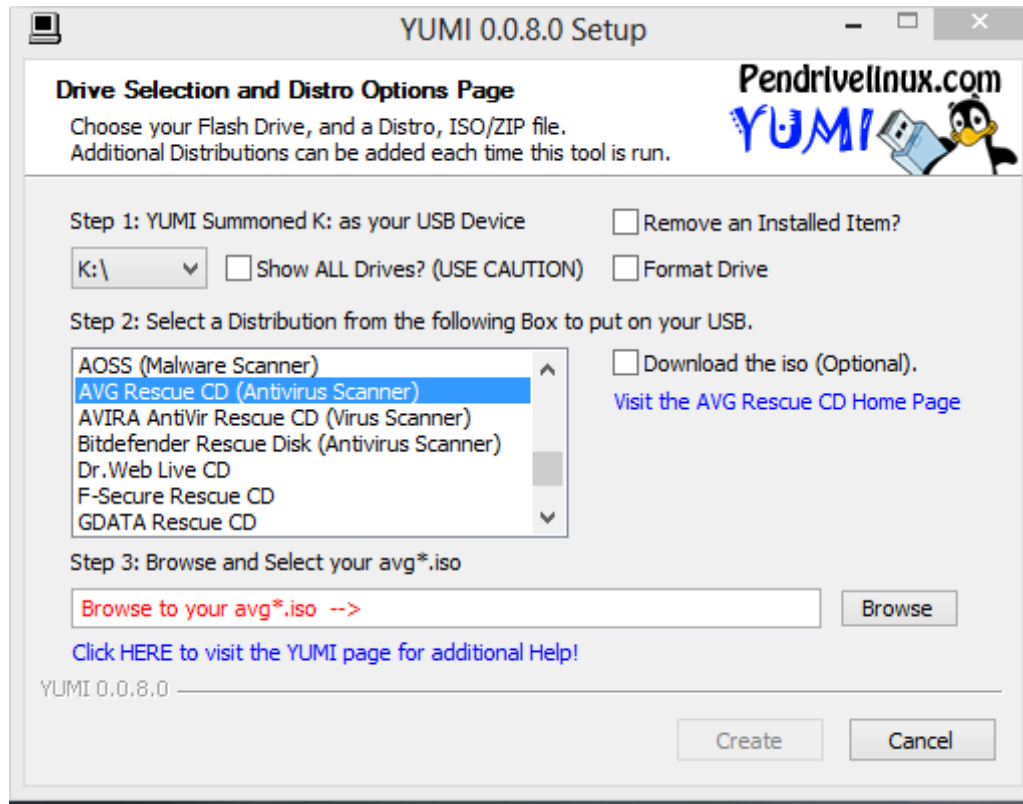 YUMI 0.0.8.0 Setup
Drive Selection and Distro Options Page
Choose your Flash Drive, and a Distro, ISO/ZIP file.
Additional Distributions can be added each time this tool is run.
Pendrivelinux.com
YUMI
Step 1: YUMI Summoned K: as your USB Device
Remove an Installed Item?
K:\
Show ALL Drives? (USE CAUTION)
Format Drive
Step 2: Select a Distribution from the following Box to put on your USB.
AOSS (Malware Scanner)
AVG Rescue CD (Antivirus Scanner)
AVIRA AntiVir Rescue CD (Virus Scanner)
Bitdefender Rescue Disk (Antivirus Scanner)
Dr.Web Live CD
F-Secure Rescue CD
GDATA Rescue CD
Download the iso (Optional).
Visit the AVG Rescue CD Home Page
Step 3: Browse and Select your avg*.iso
Browse to your avg*.iso -->
Browse
Click HERE to visit the YUMI page for additional Help!
YUMI 0.0.8.0
Create
Cancel